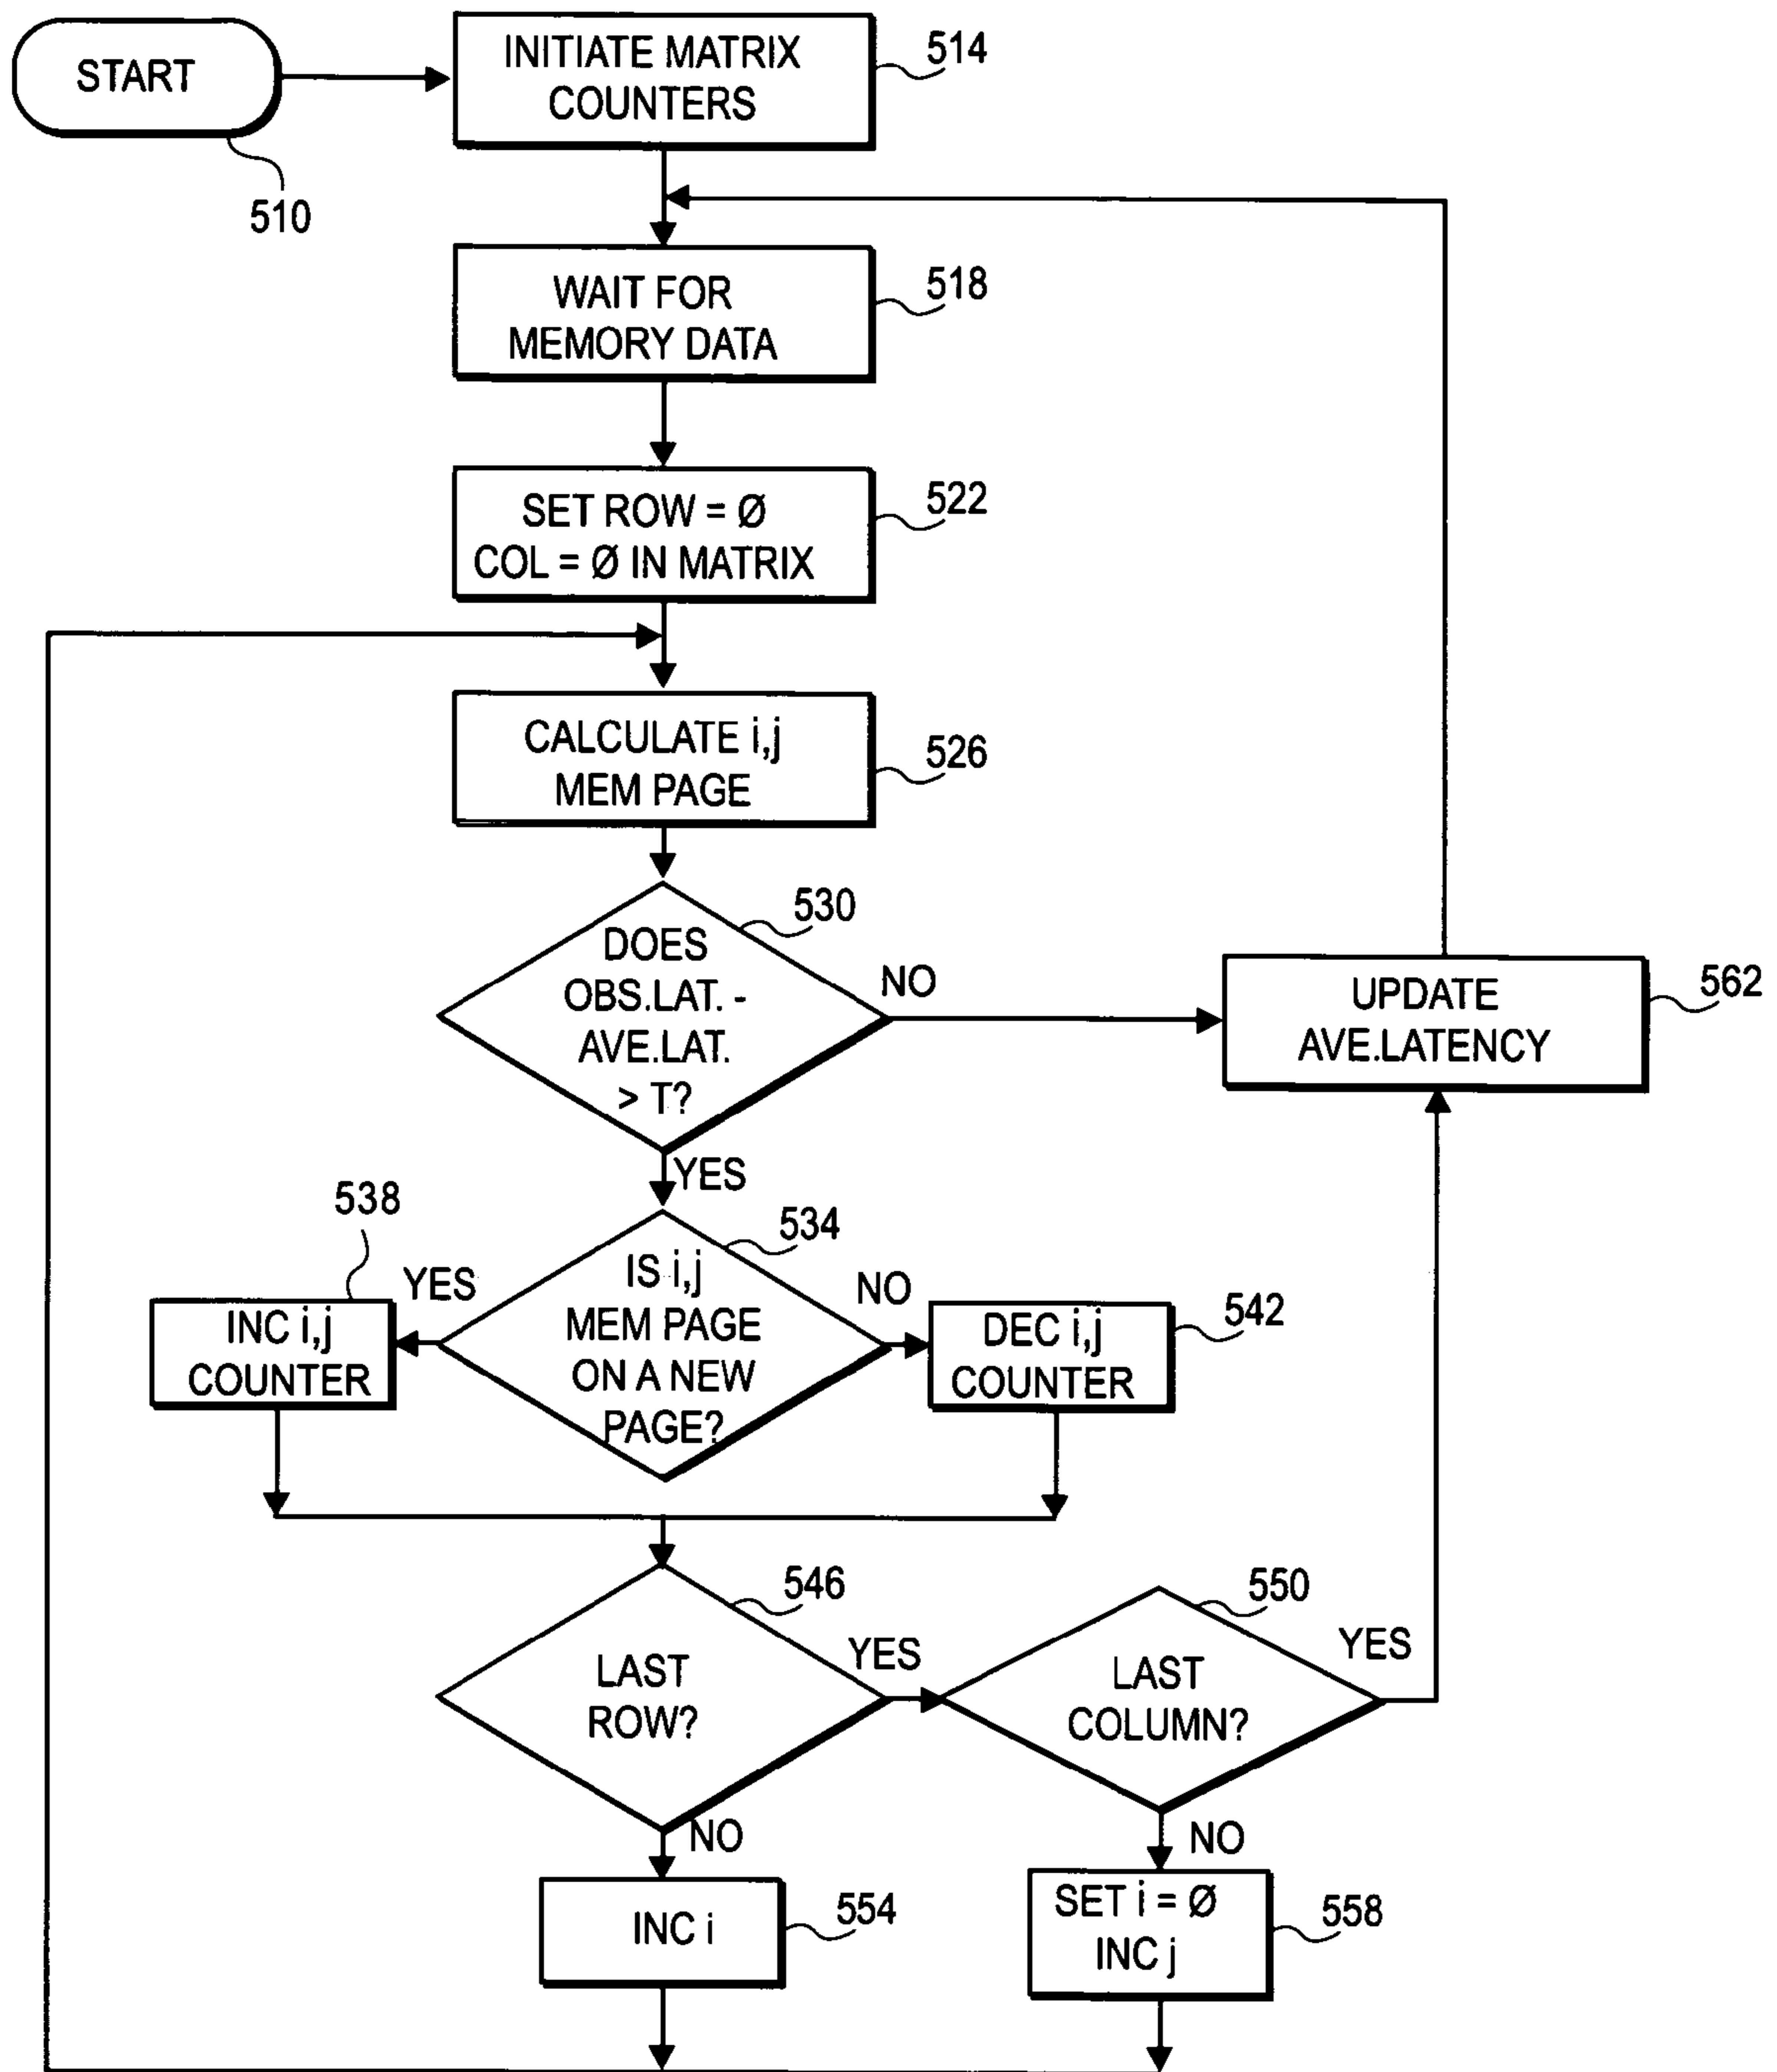 START
510
INITIATE MATRIX
COUNTERS
514
WAIT FOR
MEMORY DATA
518
SET ROW = Ø
COL = Ø IN MATRIX
522
CALCULATE i,j
MEM PAGE
526
DOES
OBS.LAT. -
AVE.LAT.
> T?
530
NO
YES
UPDATE
AVE.LATENCY
562
IS i,j
MEM PAGE
ON A NEW
PAGE?
534
YES
NO
INC i,j
COUNTER
538
DEC i,j
COUNTER
542
LAST
ROW?
546
YES
NO
LAST
COLUMN?
550
YES
NO
INC i
554
SET i = Ø
INC j
558